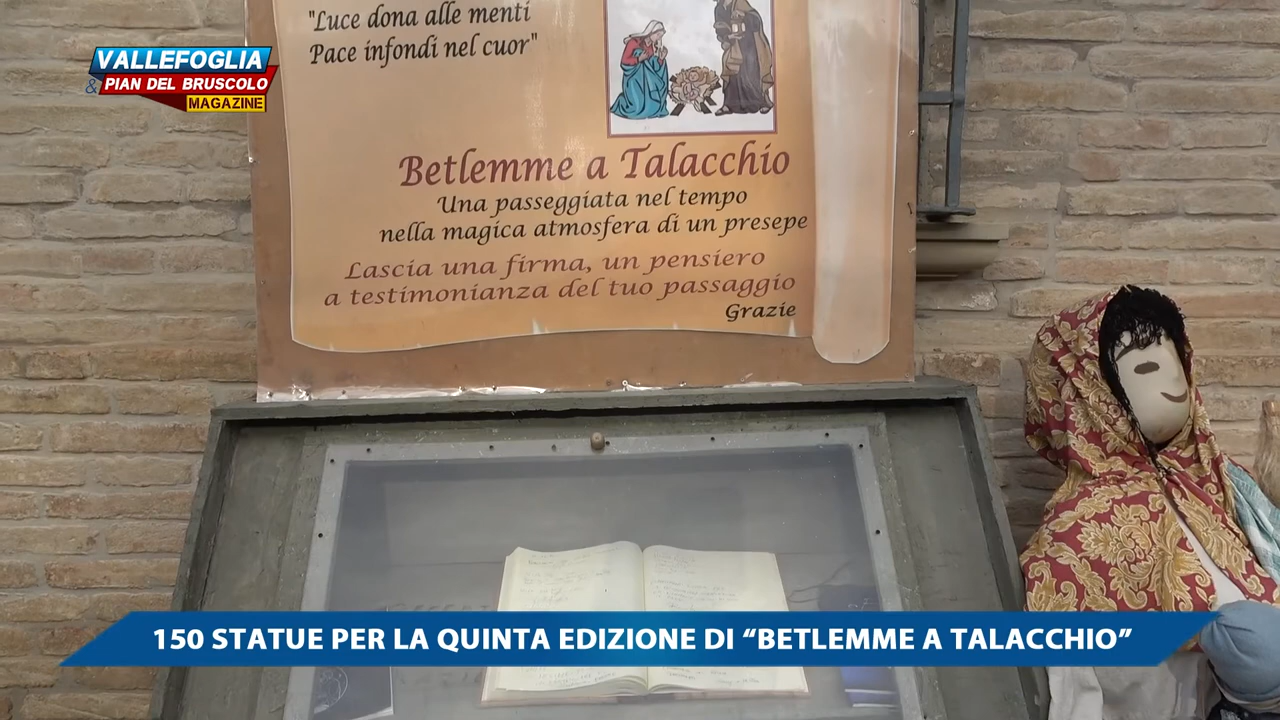 "Luce dona alle menti
Pace infondi nel cuor"
VALLEFOGLIA
& PIAN DEL BRUSCOLO
MAGAZINE
Betlemme a Talacchio
Una passeggiata nel tempo
nella magica atmosfera di un presepe
Lascia una firma, un pensiero
a testimonianza del tuo passaggio
Grazie
150 STATUE PER LA QUINTA EDIZIONE DI “BETLEMME A TALACCHIO”